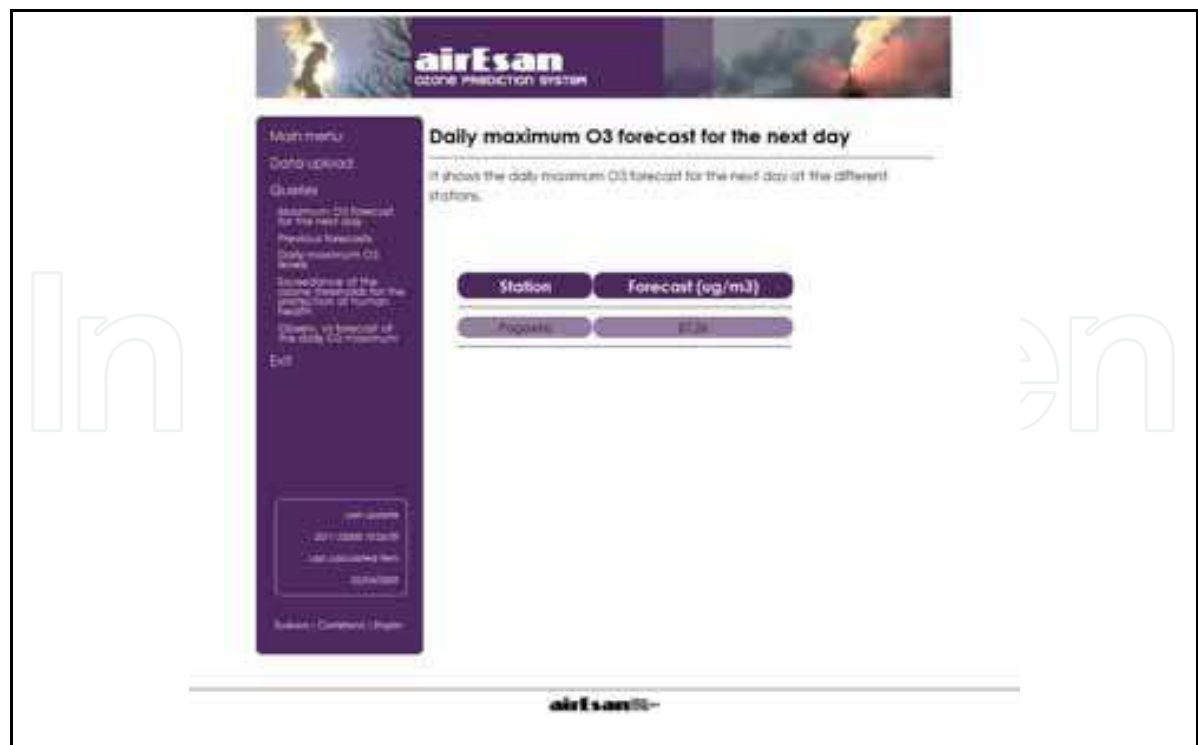 airEsan
OZONE PREDICTION SYSTEM
Main menu
Data upload
Queries
Maximum O3 forecast
for the next day
Previous forecasts
Daily maximum O3
levels
Exceedance of the
ozone thresholds for the
protection of human
health
Observ. vs forecast of
the daily O3 maximum
Exit
Last update
Euskara | Castellano | English
Daily maximum O3 forecast for the next day
It shows the daily maximum O3 forecast for the next day at the different
stations.
Station Forecast (ug/m3)
Pagoeta
airEsan